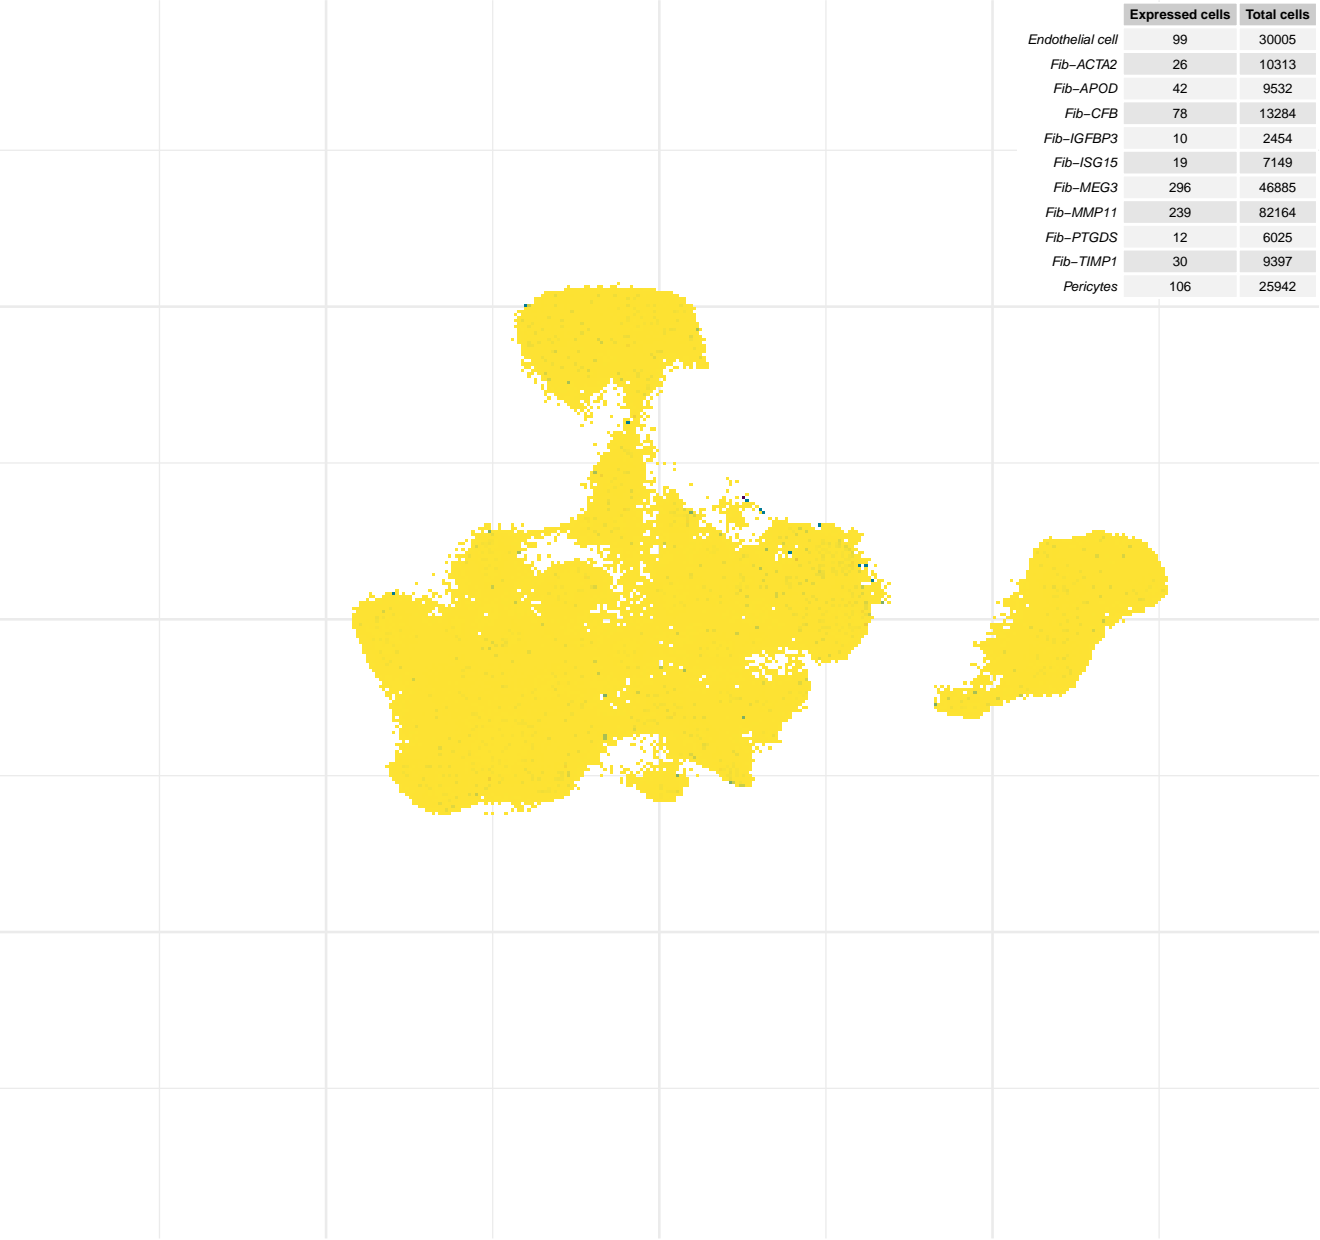 Expressed cells Total cells
Endothelial cell 99 30005
Fib−ACTA2 26 10313
Fib−APOD 42 9532
Fib−CFB 78 13284
Fib−IGFBP3 10 2454
Fib−ISG15 19 7149
Fib−MEG3 296 46885
Fib−MMP11 239 82164
Fib−PTGDS 12 6025
Fib−TIMP1 30 9397
Pericytes 106 25942